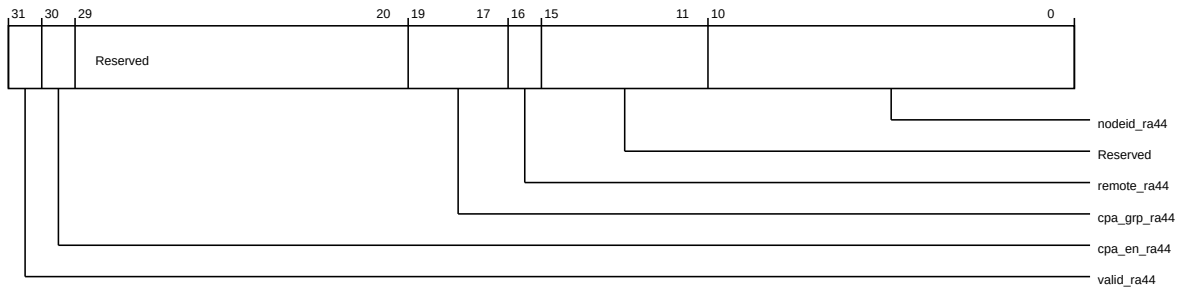 31 30 29 20 19 17 16 15 11 10 0
Reserved
nodeid_ra44
Reserved
remote_ra44
cpa_grp_ra44
cpa_en_ra44
valid_ra44